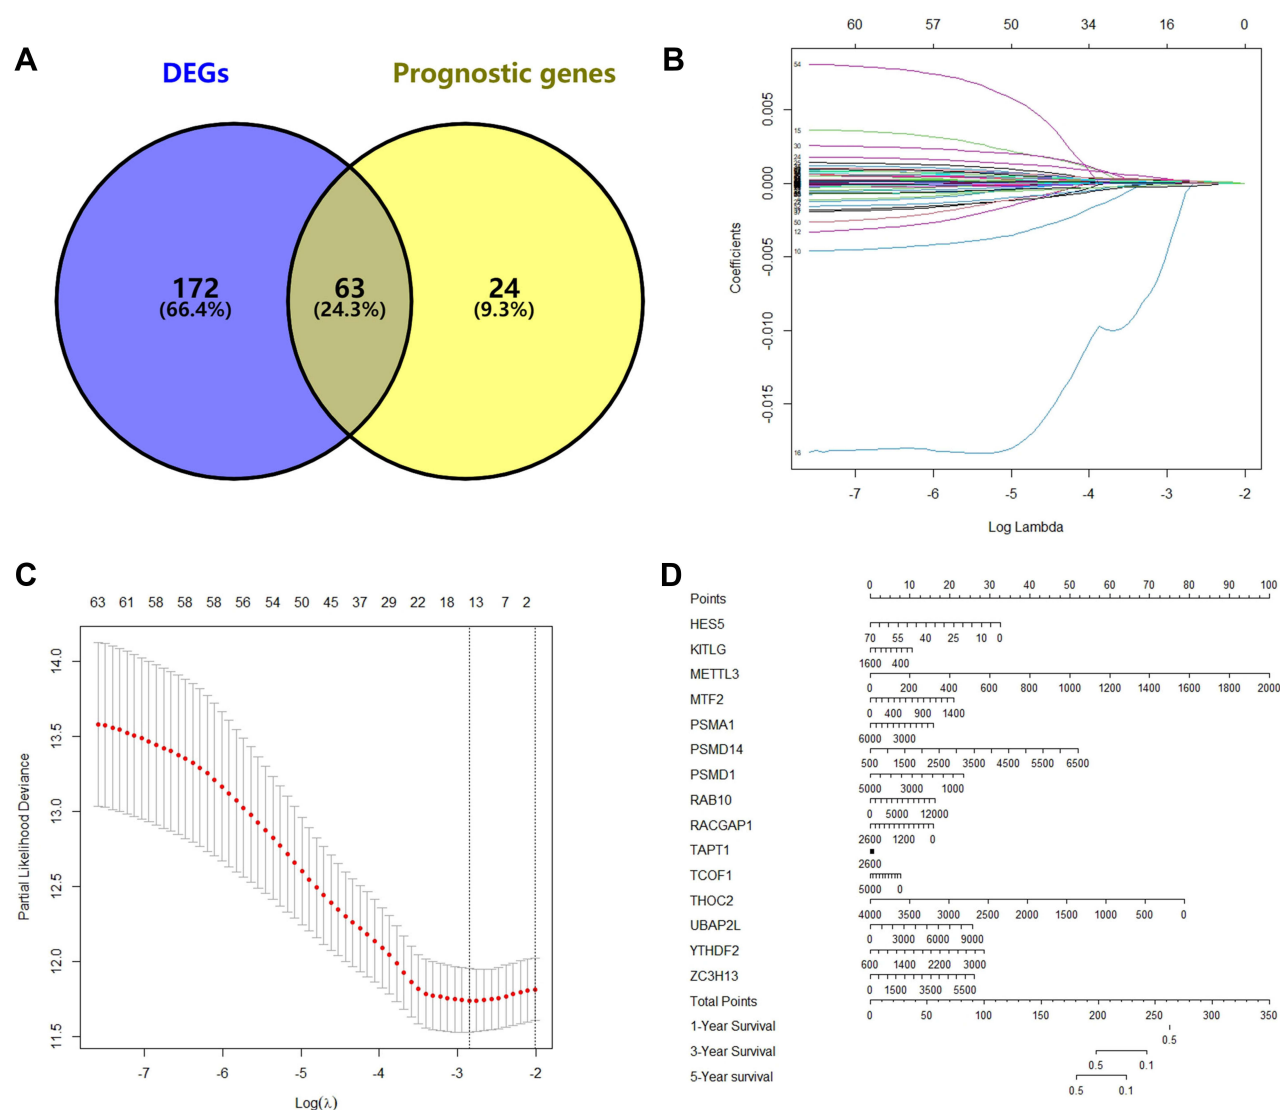 A
DEGs
Prognostic genes
172
(66.4%)
63
(24.3%)
24
(9.3%)
B
60 57 50 34 16 0
0.005
0.000
-0.005
-0.010
-0.015
Coefficients
54
15
30
24
50
12
10
16
-7 -6 -5 -4 -3 -2
Log Lambda
C
63 61 58 58 58 56 54 50 45 37 29 22 18 13 7 2
14.0
13.5
13.0
12.5
12.0
11.5
Partial Likelihood Deviance
-7 -6 -5 -4 -3 -2
Log(λ)
D
Points
0 10 20 30 40 50 60 70 80 90 100
HES5
70 55 40 25 10 0
KITLG
1600 400
METTL3
0 200 400 600 800 1000 1200 1400 1600 1800 2000
MTF2
0 400 900 1400
PSMA1
6000 3000
PSMD14
500 1500 2500 3500 4500 5500 6500
PSMD1
5000 3000 1000
RAB10
0 5000 12000
RACGAP1
2600 1200 0
TAPT1
2600
TCOF1
5000 0
THOC2
4000 3500 3000 2500 2000 1500 1000 500 0
UBAP2L
0 3000 6000 9000
YTHDF2
600 1400 2200 3000
ZC3H13
0 1500 3500 5500
Total Points
0 50 100 150 200 250 300 350
1-Year Survival
0.5
3-Year Survival
0.5 0.1
5-Year survival
0.5 0.1